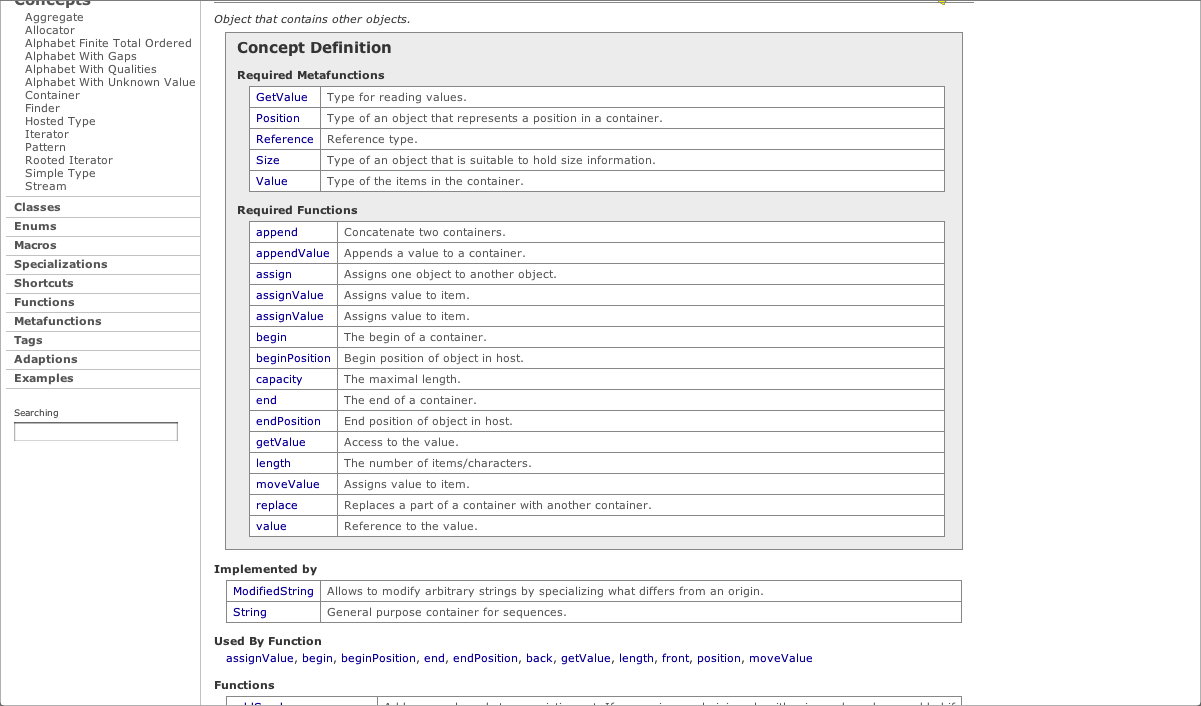 Concepts
Aggregate
Allocator
Alphabet Finite Total Ordered
Alphabet With Gaps
Alphabet With Qualities
Alphabet With Unknown Value
Container
Finder
Hosted Type
Iterator
Pattern
Rooted Iterator
Simple Type
Stream
Classes
Enums
Macros
Specializations
Shortcuts
Functions
Metafunctions
Tags
Adaptions
Examples
Searching
Object that contains other objects.
Concept Definition
Required Metafunctions
GetValue Type for reading values.
Position Type of an object that represents a position in a container.
Reference Reference type.
Size Type of an object that is suitable to hold size information.
Value Type of the items in the container.
Required Functions
append Concatenate two containers.
appendValue Appends a value to a container.
assign Assigns one object to another object.
assignValue Assigns value to item.
assignValue Assigns value to item.
begin The begin of a container.
beginPosition Begin position of object in host.
capacity The maximal length.
end The end of a container.
endPosition End position of object in host.
getValue Access to the value.
length The number of items/characters.
moveValue Assigns value to item.
replace Replaces a part of a container with another container.
value Reference to the value.
Implemented by
ModifiedString Allows to modify arbitrary strings by specializing what differs from an origin.
String General purpose container for sequences.
Used By Function
assignValue, begin, beginPosition, end, endPosition, back, getValue, length, front, position, moveValue
Functions